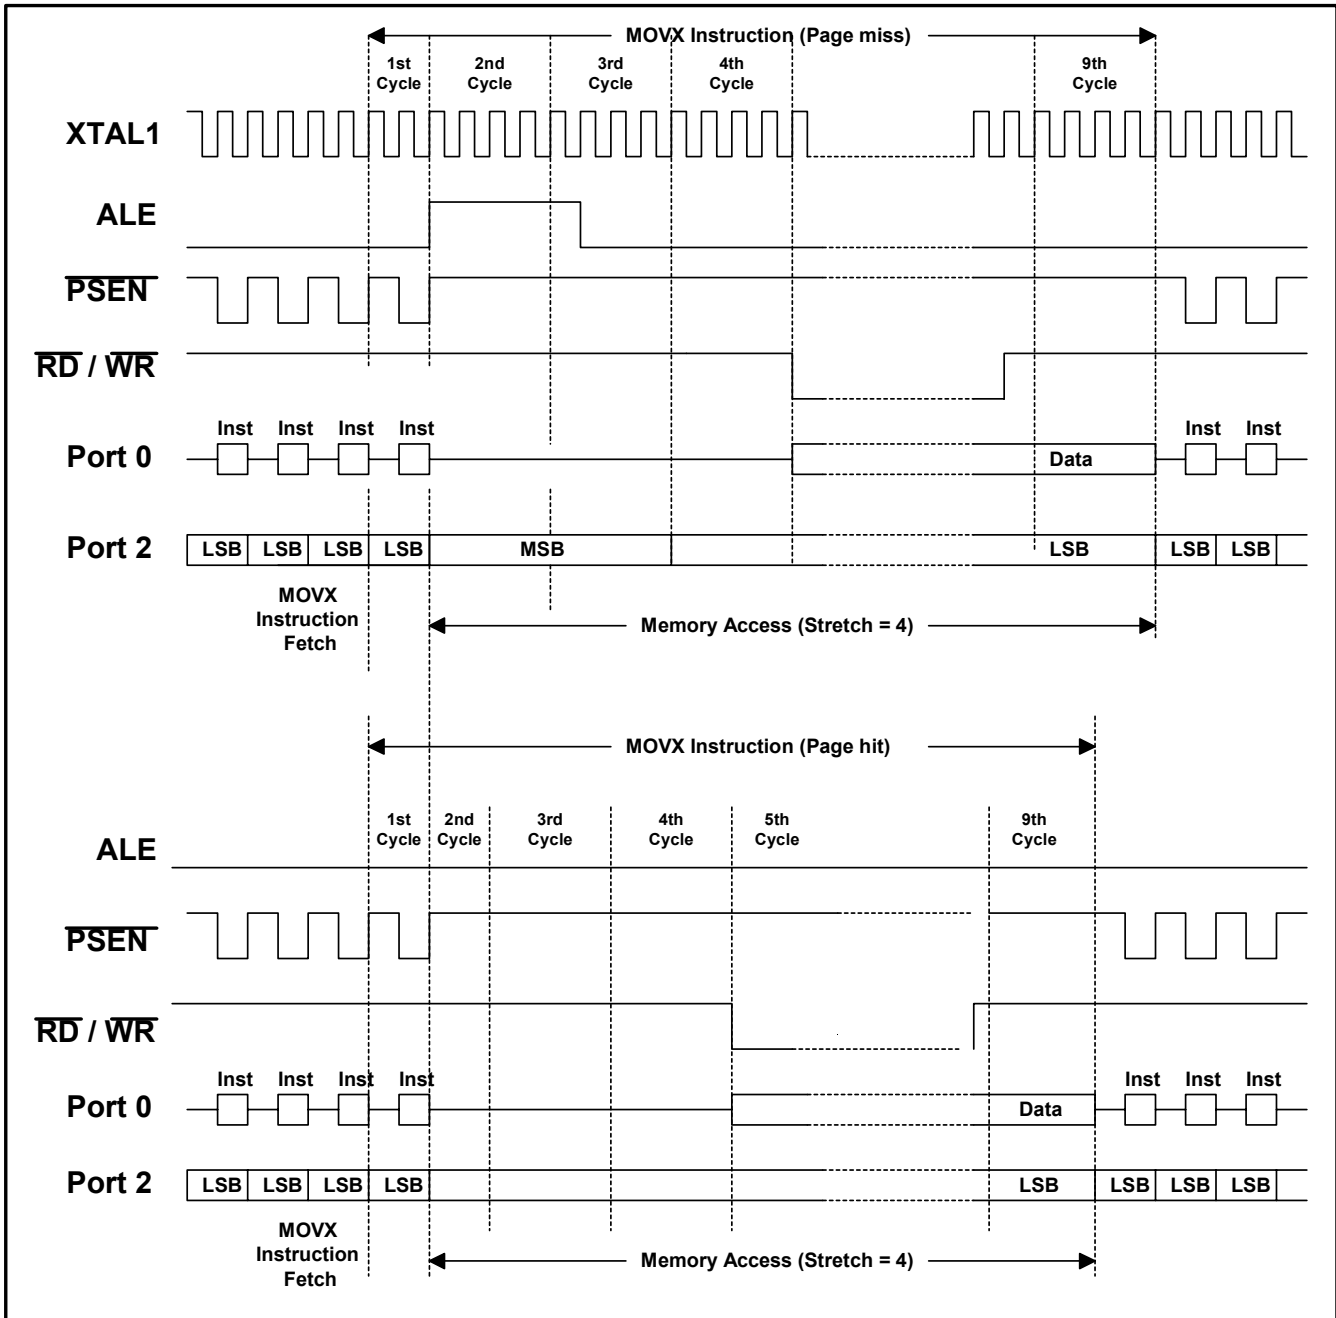 MOVX Instruction (Page miss)
1st Cycle
2nd Cycle
3rd Cycle
4th Cycle
9th Cycle
XTAL1
ALE
PSEN
RD / WR
Inst Inst Inst Inst Inst Inst
Port 0
Data
Port 2
LSB LSB LSB LSB MSB LSB LSB LSB
MOVX
Instruction
Fetch
Memory Access (Stretch = 4)
MOVX Instruction (Page hit)
1st Cycle
2nd Cycle
3rd Cycle
4th Cycle
5th Cycle
9th Cycle
ALE
PSEN
RD / WR
Inst Inst Inst Inst Inst Inst Inst
Port 0
Data
Port 2
LSB LSB LSB LSB LSB LSB LSB LSB
MOVX
Instruction
Fetch
Memory Access (Stretch = 4)